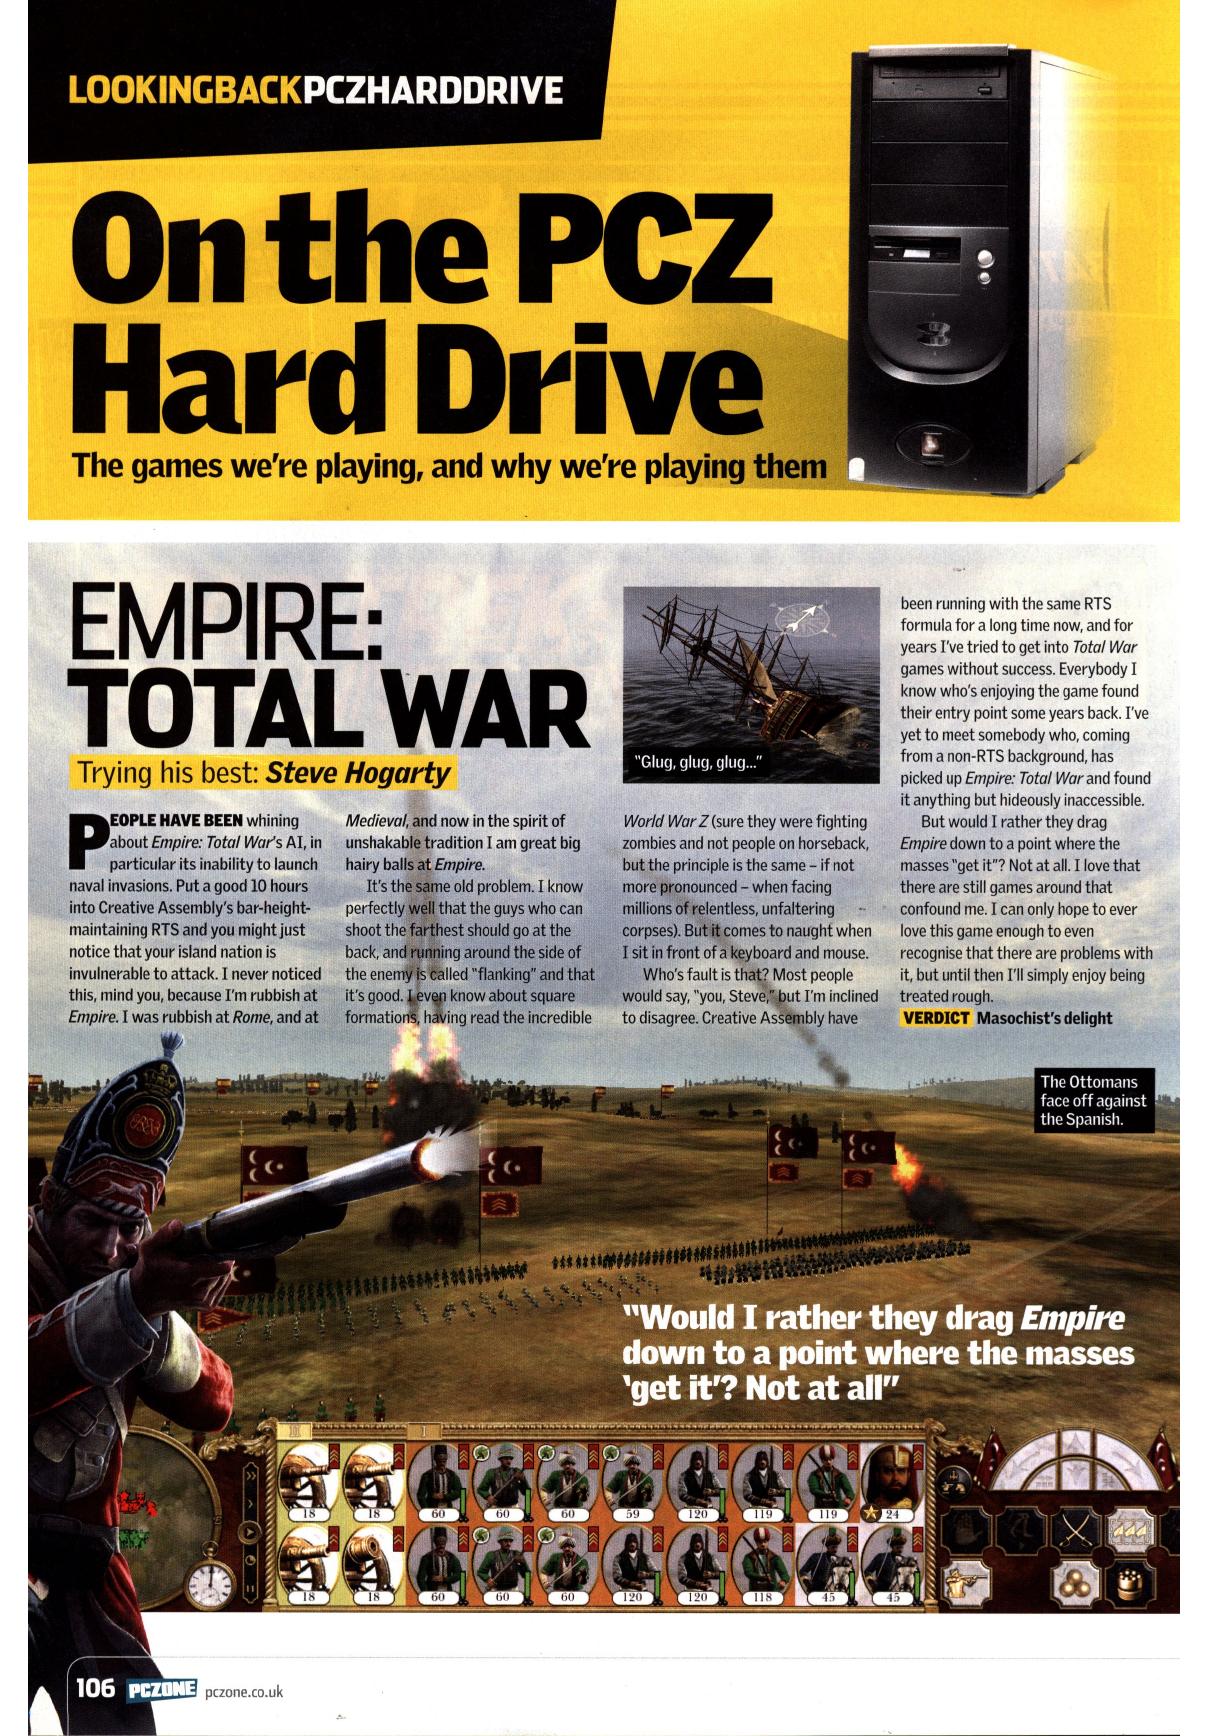 LOOKINGBACKPCZHARDDRIVE
On the PCZ
Hard Drive
The games we're playing, and why we're playing them
EMPIRE:
TOTAL WAR
Trying his best: Steve Hogarty
PEOPLE HAVE BEEN whining
about Empire: Total War's AI, in
particular its inability to launch
naval invasions. Put a good 10 hours
into Creative Assembly's bar-height-
maintaining RTS and you might just
notice that your island nation is
invulnerable to attack. I never noticed
this, mind you, because I'm rubbish at
Empire. I was rubbish at Rome, and at
Medieval, and now in the spirit of
unshakable tradition I am great big
hairy balls at Empire.
It's the same old problem. I know
perfectly well that the guys who can
shoot the farthest should go at the
back, and running around the side of
the enemy is called "flanking" and that
it's good. I even know about square
formations, having read the incredible
"Glug, glug, glug..."
World War Z (sure they were fighting
zombies and not people on horseback,
but the principle is the same – if not
more pronounced – when facing
millions of relentless, unfaltering
corpses). But it comes to naught when
I sit in front of a keyboard and mouse.
Who's fault is that? Most people
would say, "you, Steve," but I'm inclined
to disagree. Creative Assembly have
been running with the same RTS
formula for a long time now, and for
years I've tried to get into Total War
games without success. Everybody I
know who's enjoying the game found
their entry point some years back. I've
yet to meet somebody who, coming
from a non-RTS background, has
picked up Empire: Total War and found
it anything but hideously inaccessible.
But would I rather they drag
Empire down to a point where the
masses "get it"? Not at all. I love that
there are still games around that
confound me. I can only hope to ever
love this game enough to even
recognise that there are problems with
it, but until then I'll simply enjoy being
treated rough.
VERDICT Masochist's delight
The Ottomans
face off against
the Spanish.
"Would I rather they drag Empire
down to a point where the masses
'get it'? Not at all"
II I
18 18 60 60 60 59 120 119 119 24
18 18 60 60 60 120 120 118 45 45
106 PCZONE pczone.co.uk